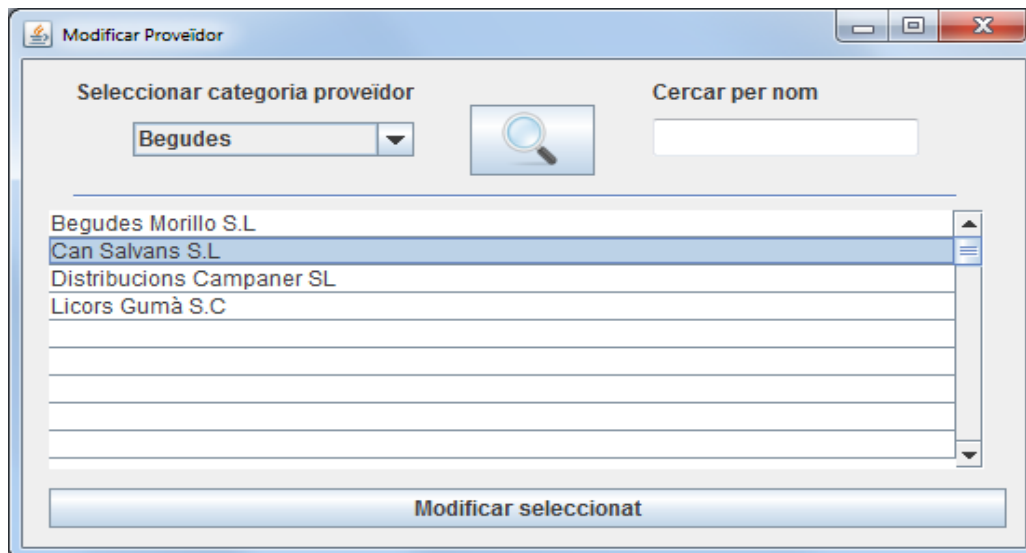 Modificar Proveïdor
Seleccionar categoria proveïdor
Cercar per nom
Begudes
Begudes Morillo S.L
Can Salvans S.L
Distribucions Campaner SL
Licors Gumà S.C
Modificar seleccionat